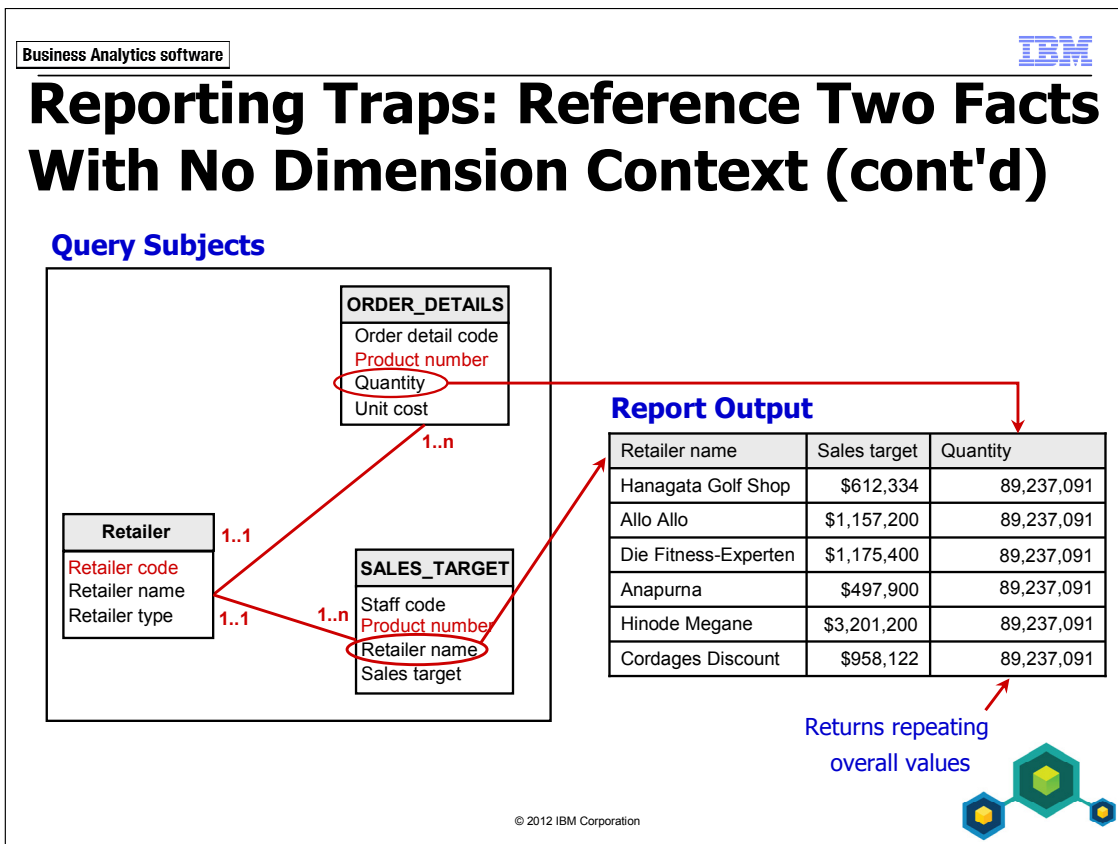 Business Analytics software
IBM
Reporting Traps: Reference Two Facts
With No Dimension Context (cont'd)
Query Subjects
ORDER_DETAILS
Order detail code
Product number
Quantity
Unit cost
1..n
Retailer
Retailer code
Retailer name
Retailer type
1..1
1..1
1..n
SALES_TARGET
Staff code
Product number
Retailer name
Sales target
Report Output
Retailer name Sales target Quantity
Hanagata Golf Shop $612,334 89,237,091
Allo Allo $1,157,200 89,237,091
Die Fitness-Experten $1,175,400 89,237,091
Anapurna $497,900 89,237,091
Hinode Megane $3,201,200 89,237,091
Cordages Discount $958,122 89,237,091
Returns repeating
overall values
© 2012 IBM Corporation